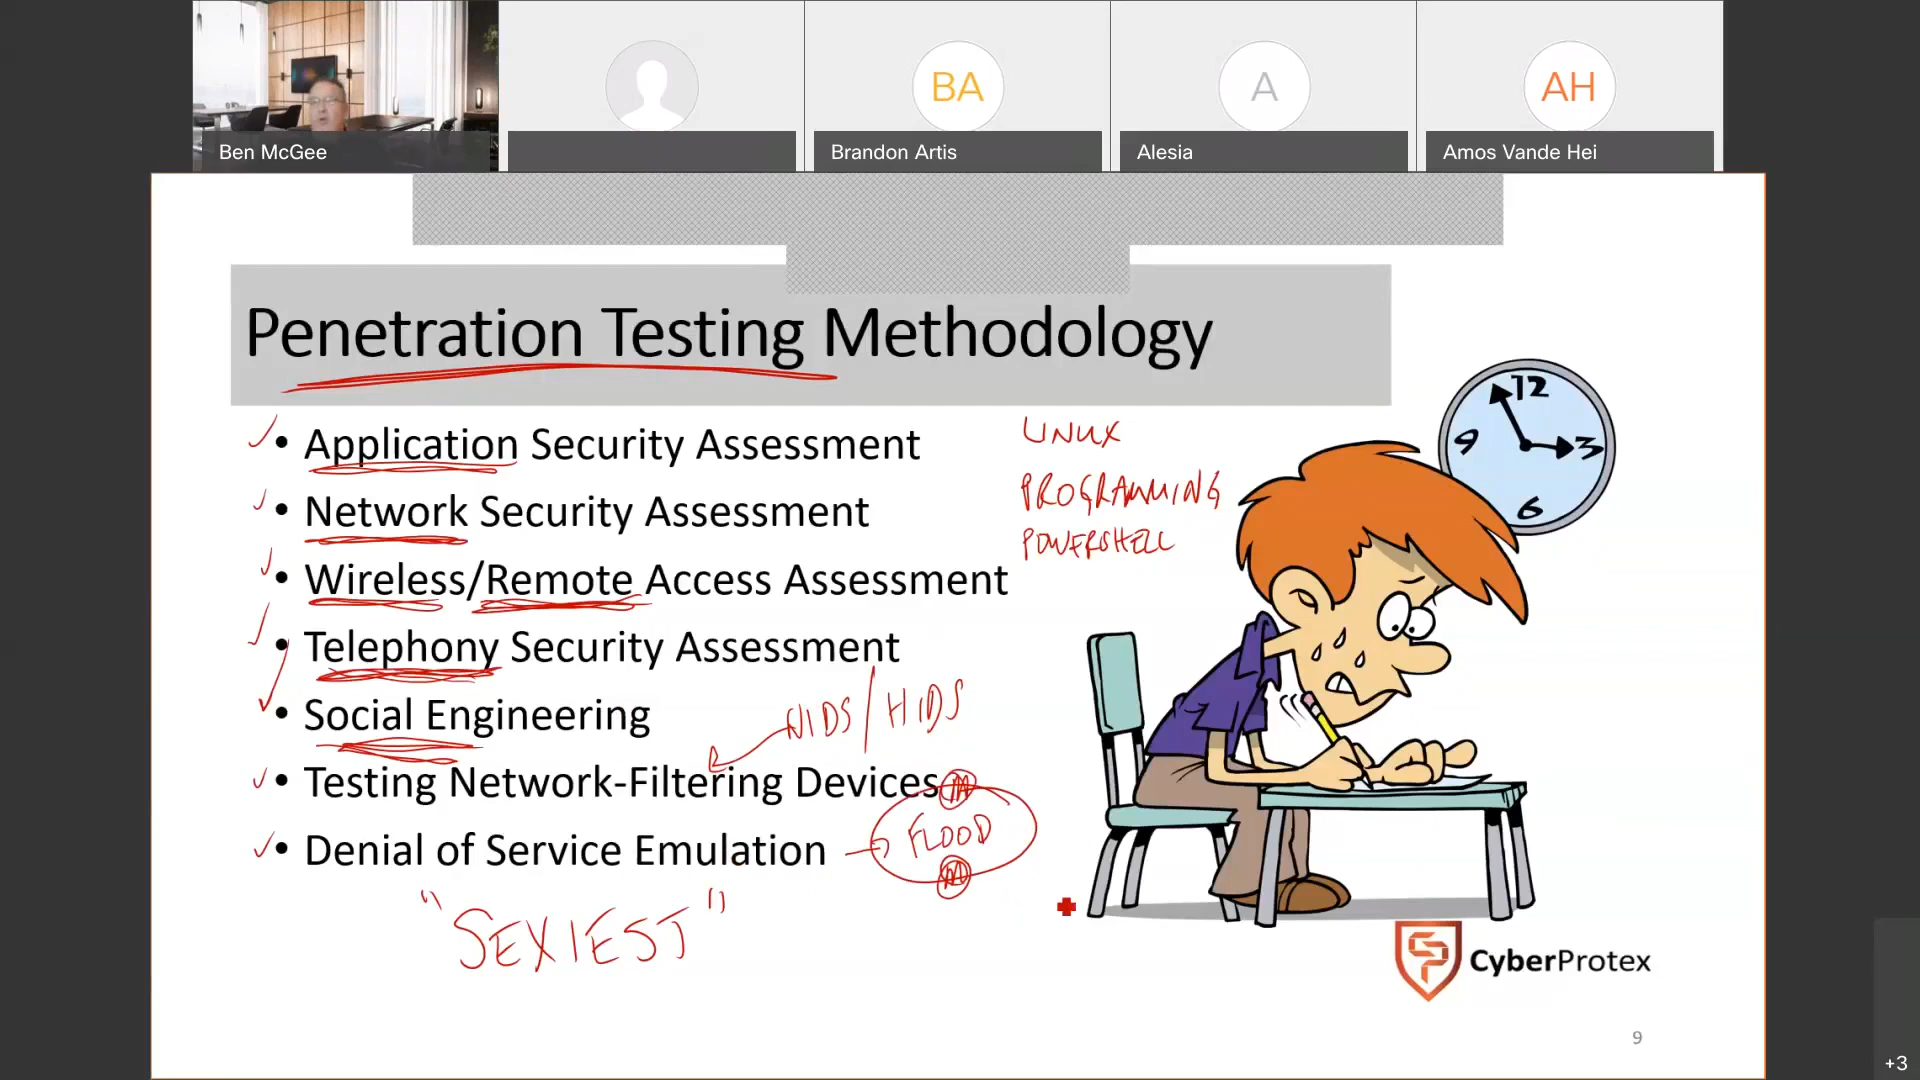 BA
A
AH
Ben McGee
Brandon Artis
Alesia
Amos Vande Hei
Penetration Testing Methodology
12
3
6
9
• Application Security Assessment
LINUX
• Network Security Assessment
PROGRAMMING
POWERSHELL
• Wireless/Remote Access Assessment
• Telephony Security Assessment
• Social Engineering
NIDS/HIDS
• Testing Network-Filtering Devices
• Denial of Service Emulation
FLOOD
"SEXIEST"
CP
CyberProtex
9
+3